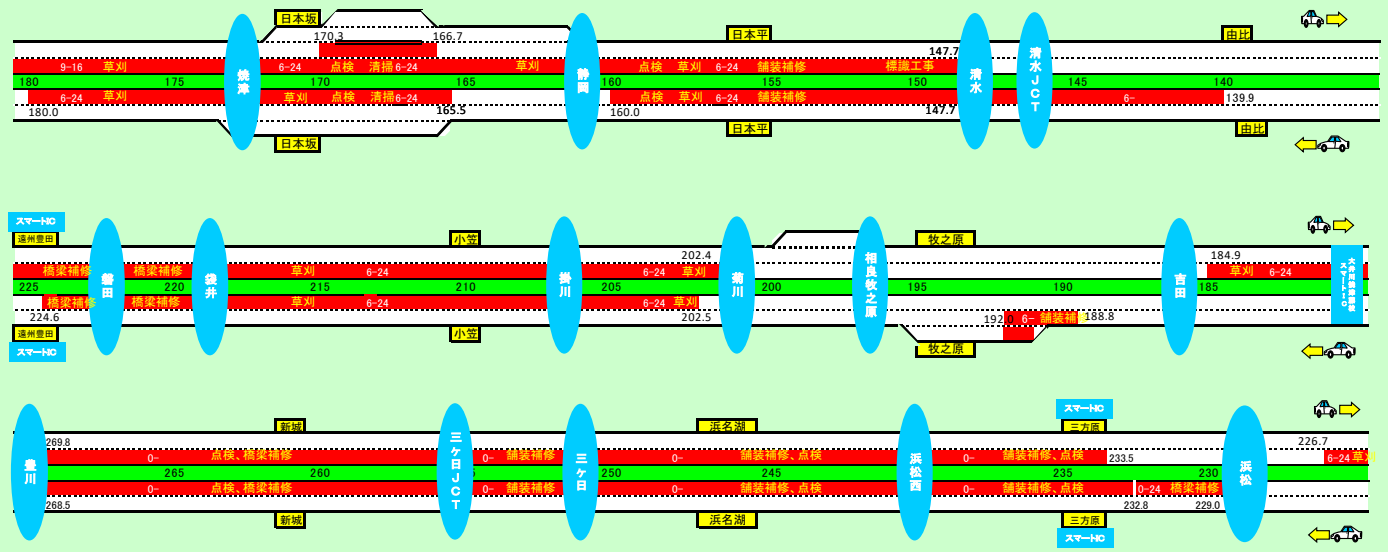 日本坂
170.3 166.7
日本平
147.7
由比
9-16 草刈 6-24 点検 清掃 6-24 草刈 点検 草刈 6-24 舗装補修 標識工事
180 175 170 165 160 155 150 145 140
焼津 静岡 清水 清水JCT
6-24 草刈 草刈 点検 清掃 6-24 点検 草刈 6-24 舗装補修 6- 139.9
180.0 165.5 160.0 147.7
日本坂 日本平 由比
スマートIC
遠州豊田 小笠 牧之原
202.4 184.9
橋梁補修 橋梁補修 草刈 6-24 6-24 草刈 草刈 6-24
225 220 215 210 205 200 195 190 185
磐田 袋井 掛川 菊川 相良牧之原 吉田
橋梁補修 橋梁補修 草刈 6-24 6-24 草刈
224.6 202.5 192.0 6- 舗装補 188.8
遠州豊田 小笠 牧之原
スマートIC
スマートIC
新城 浜名湖 三方原
269.8 226.7
0- 点検、橋梁補修 0- 舗装補修 0- 舗装補修、点検 0- 舗装補修、点検 233.5 6-24 草刈
265 260 250 245 235 230
豊川 三ヶ日JCT 三ヶ日 浜松西 浜松
0- 点検、橋梁補修 0- 舗装補修 0- 舗装補修、点検 0- 舗装補修、点検 0-24 橋梁補修
268.5 232.8 229.0
新城 浜名湖 三方原
スマートIC